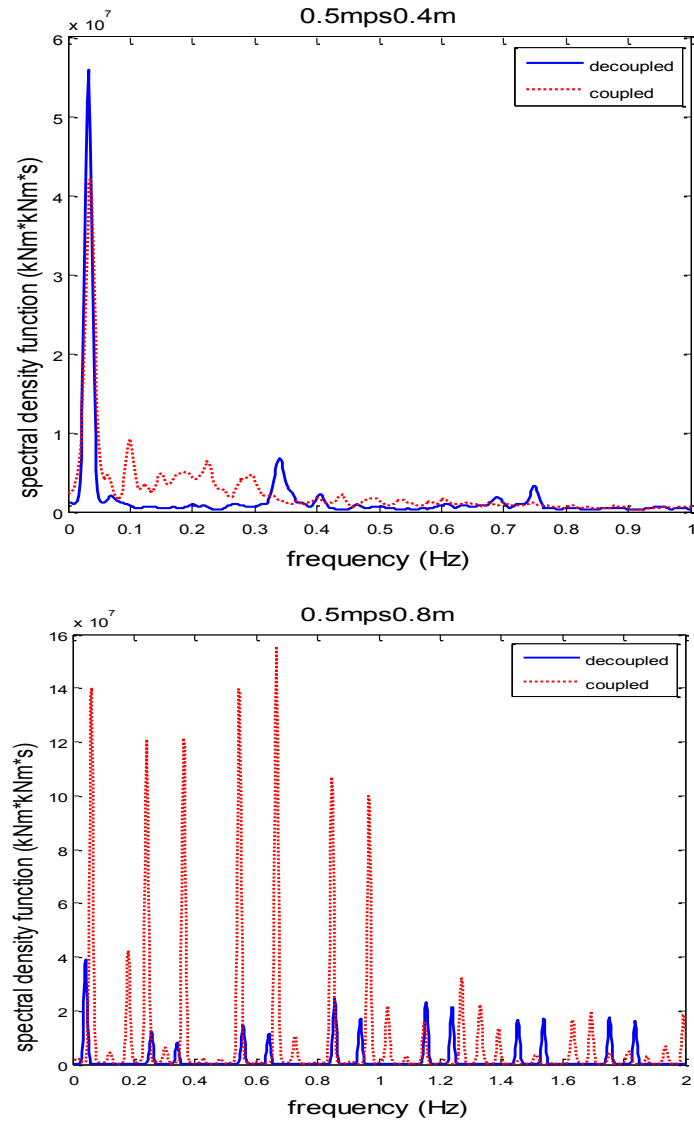 0.5mps0.4m
x 10^7
6
5
4
3
2
1
0
spectral density function (kNm*kNm*s)
decoupled
coupled
0 0.1 0.2 0.3 0.4 0.5 0.6 0.7 0.8 0.9 1
frequency (Hz)
0.5mps0.8m
x 10^7
16
14
12
10
8
6
4
2
0
spectral density function (kNm*kNm*s)
decoupled
coupled
0 0.2 0.4 0.6 0.8 1 1.2 1.4 1.6 1.8 2
frequency (Hz)